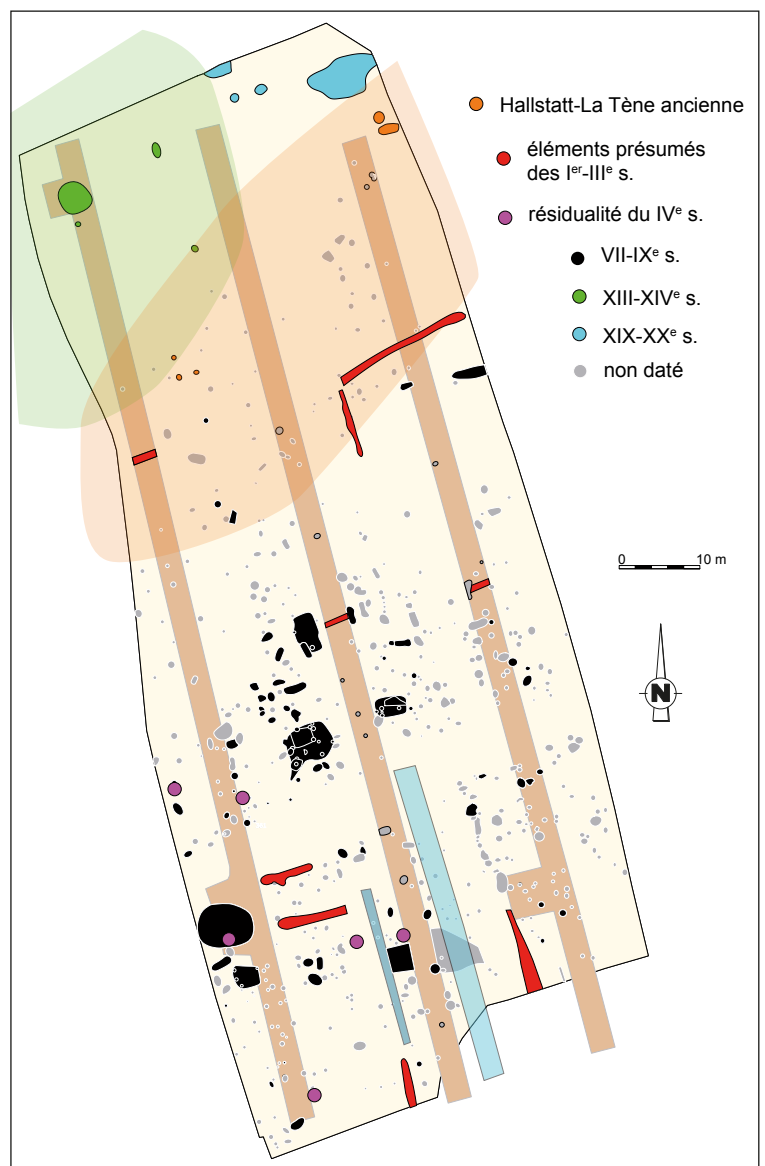 Hallstatt-La Tène ancienne
éléments présumés
des Iᵉʳ-IIIᵉ s.
résidualité du IVᵉ s.
VII-IXᵉ s.
XIII-XIVᵉ s.
XIX-XXᵉ s.
non daté
0 10 m
N